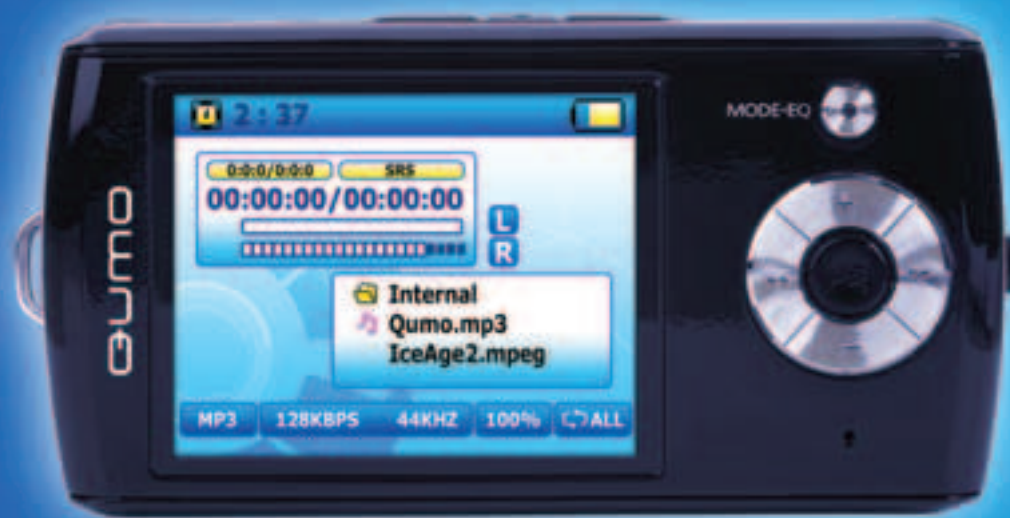 2:37
MODE-EQ
0:0:0/0:0:0 SRS
00:00:00/00:00:00
L
R
QUMO
Internal
Qumo.mp3
IceAge2.mpeg
MP3 128KBPS 44KHZ 100% ALL